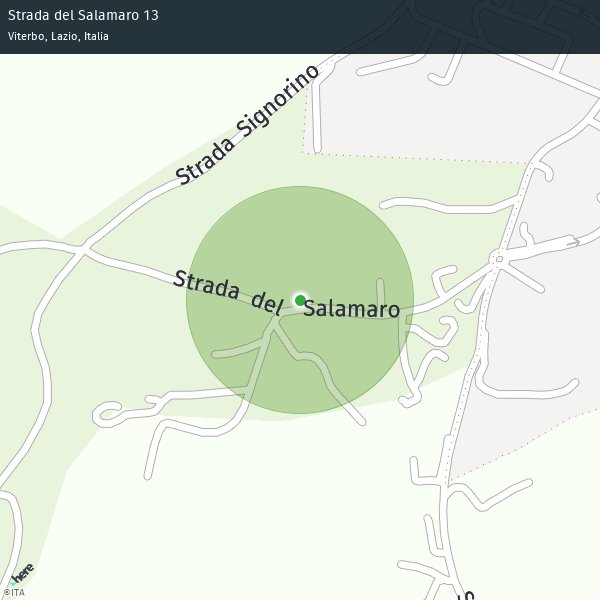 Strada del Salamaro 13
Viterbo, Lazio, Italia
Strada Signorino
Strada del Salamaro
here
©ITA